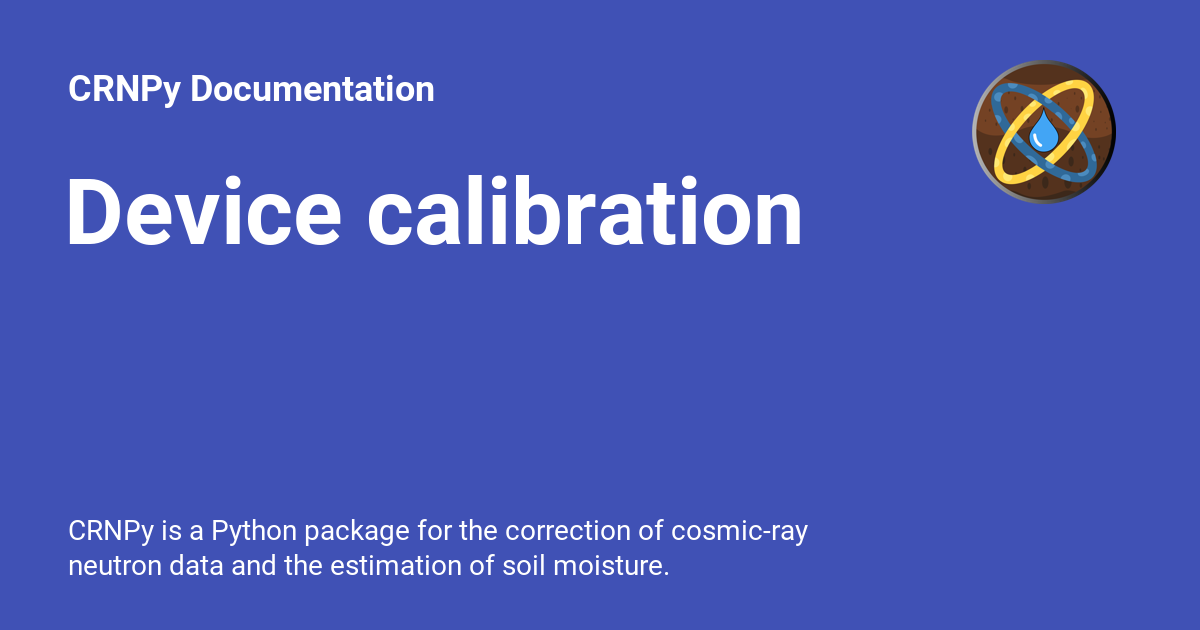 CRNPy Documentation
Device calibration
CRNPy is a Python package for the correction of cosmic-ray
neutron data and the estimation of soil moisture.